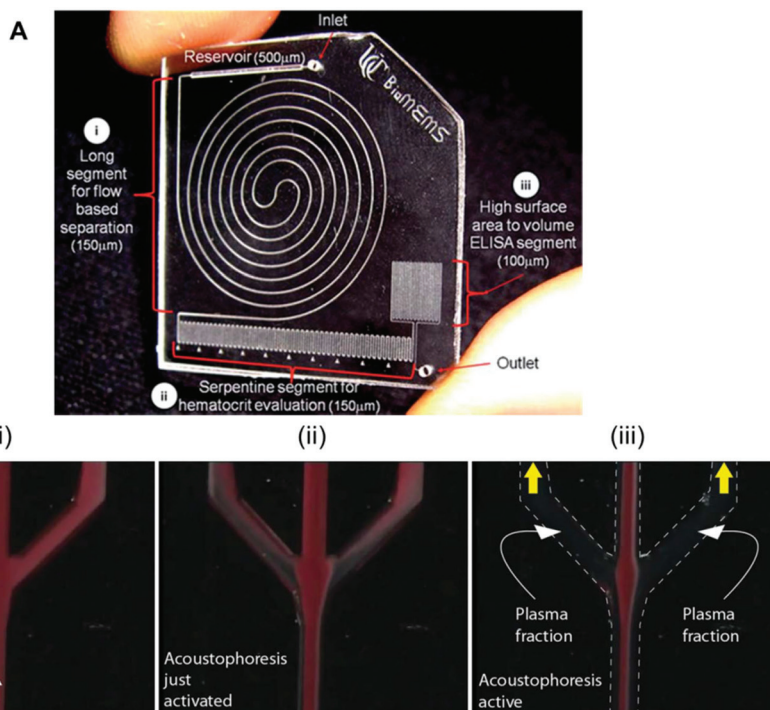 A
Inlet
Reservoir (500μm)
UC
BioMEMS
i
Long
segment
for flow
based
separation
(150μm)
iii
High surface
area to volume
ELISA segment
(100μm)
Outlet
ii
Serpentine segment for
hematocrit evaluation (150μm)
i)
(ii)
(iii)
Acoustophoresis
just
activated
Plasma
fraction
Plasma
fraction
Acoustophoresis
active